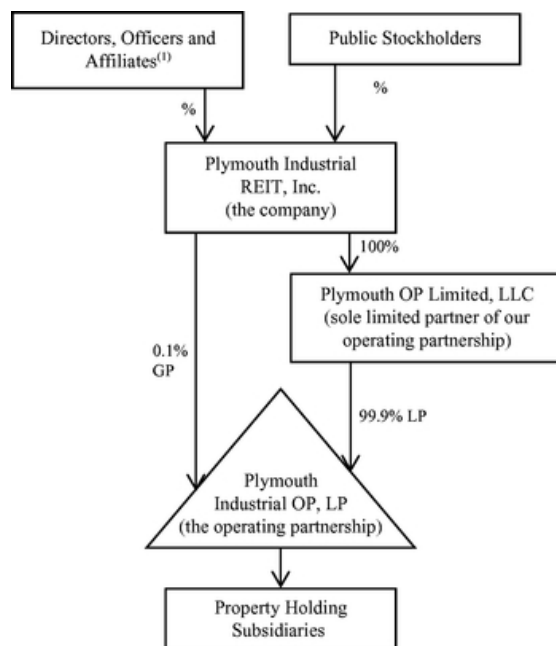 Directors, Officers and
Affiliates(1)
Public Stockholders
%
%
Plymouth Industrial
REIT, Inc.
(the company)
100%
Plymouth OP Limited, LLC
(sole limited partner of our
operating partnership)
0.1%
GP
99.9% LP
Plymouth
Industrial OP, LP
(the operating partnership)
Property Holding
Subsidiaries